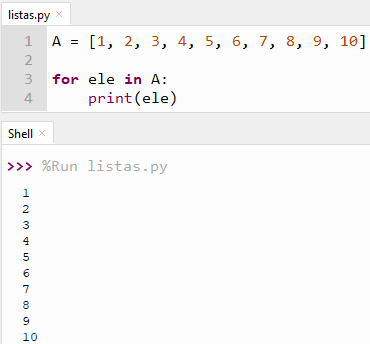 listas.py ×
1 A = [1, 2, 3, 4, 5, 6, 7, 8, 9, 10]
2
3 for ele in A:
4     print(ele)
Shell ×
>>> %Run listas.py
1
2
3
4
5
6
7
8
9
10